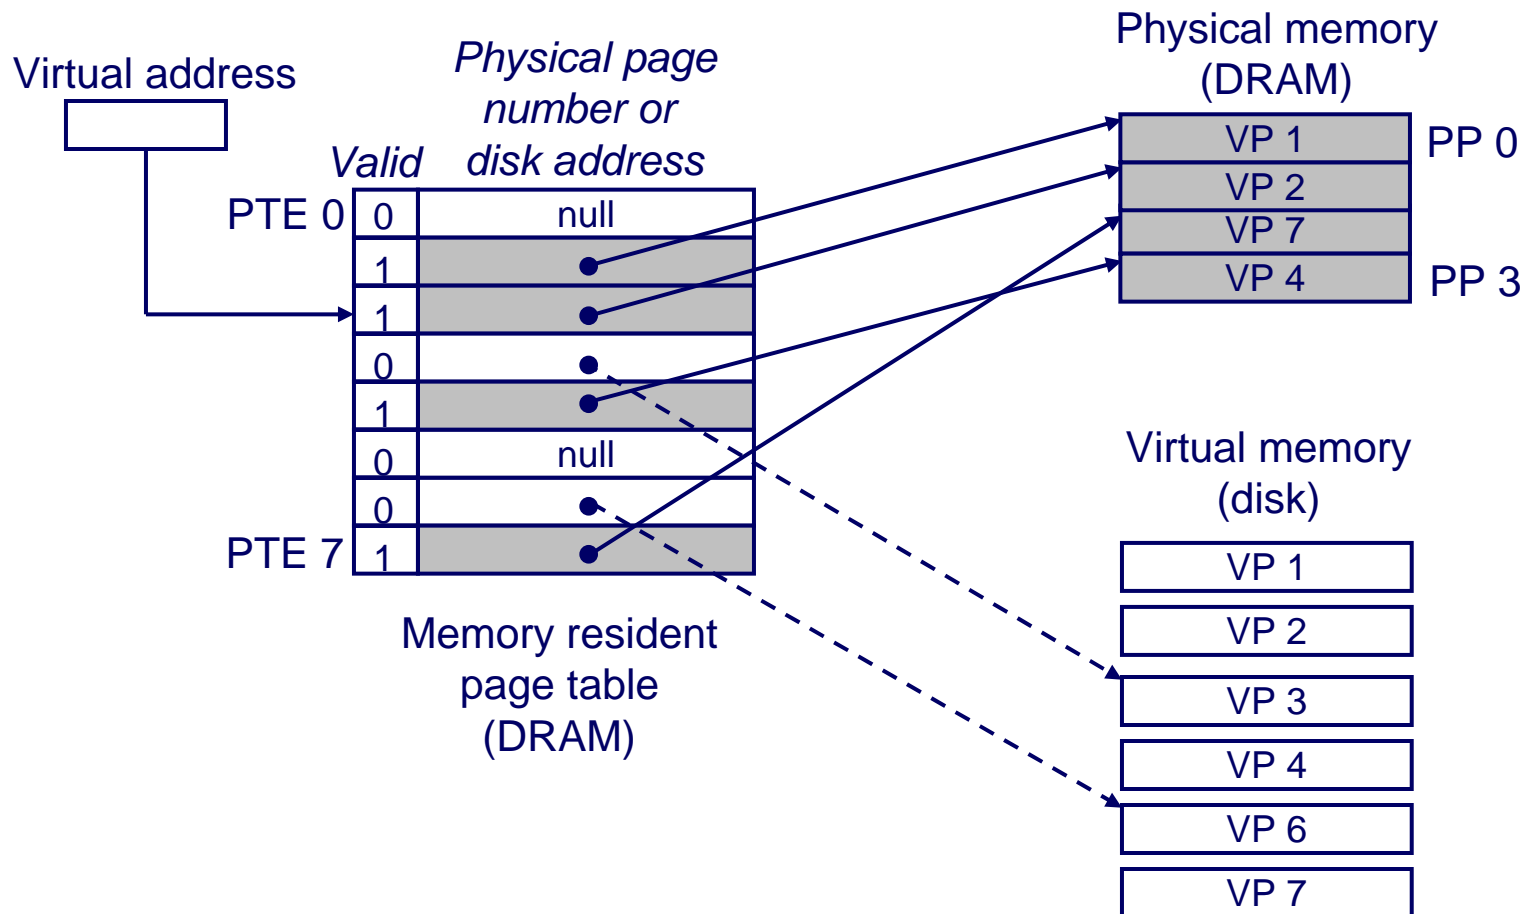 Virtual address
Physical page
number or
disk address
Valid
PTE 0
0
null
1
1
0
1
0
null
0
PTE 7
1
Memory resident
page table
(DRAM)
Physical memory
(DRAM)
VP 1
PP 0
VP 2
VP 7
VP 4
PP 3
Virtual memory
(disk)
VP 1
VP 2
VP 3
VP 4
VP 6
VP 7